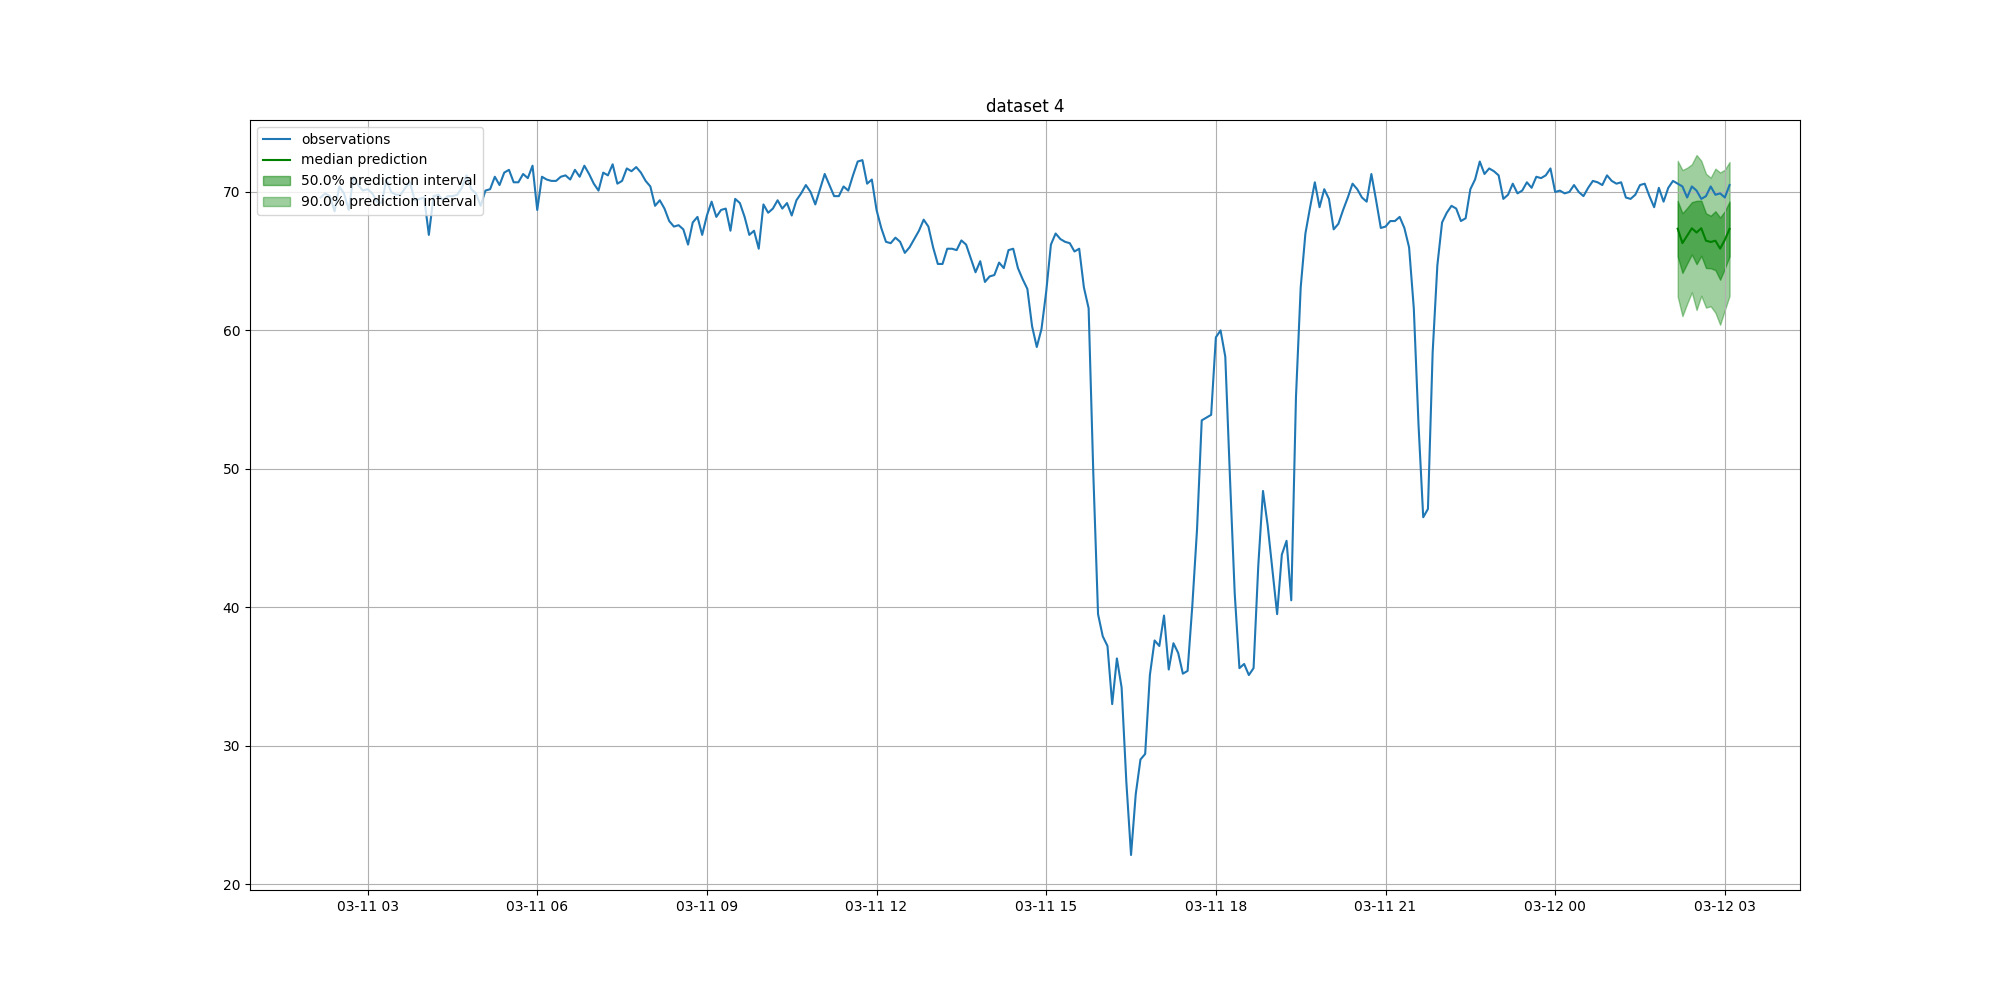 dataset 4
observations
median prediction
50.0% prediction interval
90.0% prediction interval
70
60
50
40
30
20
03-11 03 03-11 06 03-11 09 03-11 12 03-11 15 03-11 18 03-11 21 03-12 00 03-12 03